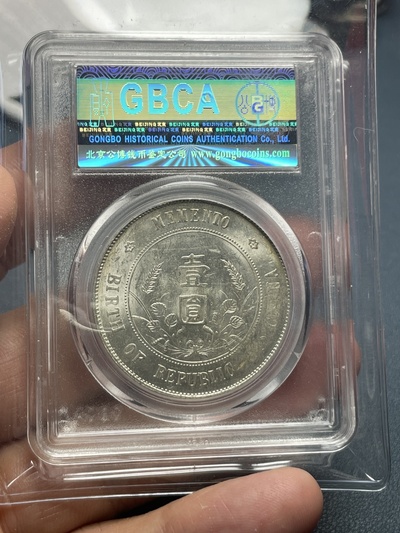 GBCA
BEIJING
GONGBO HISTORICAL COINS AUTHENTICATION Co., Ltd.
北京公博钱币鉴定公司 www.gongbocoins.com
MEMENTO
壹
圓
BIRTH OF REPUBLIC